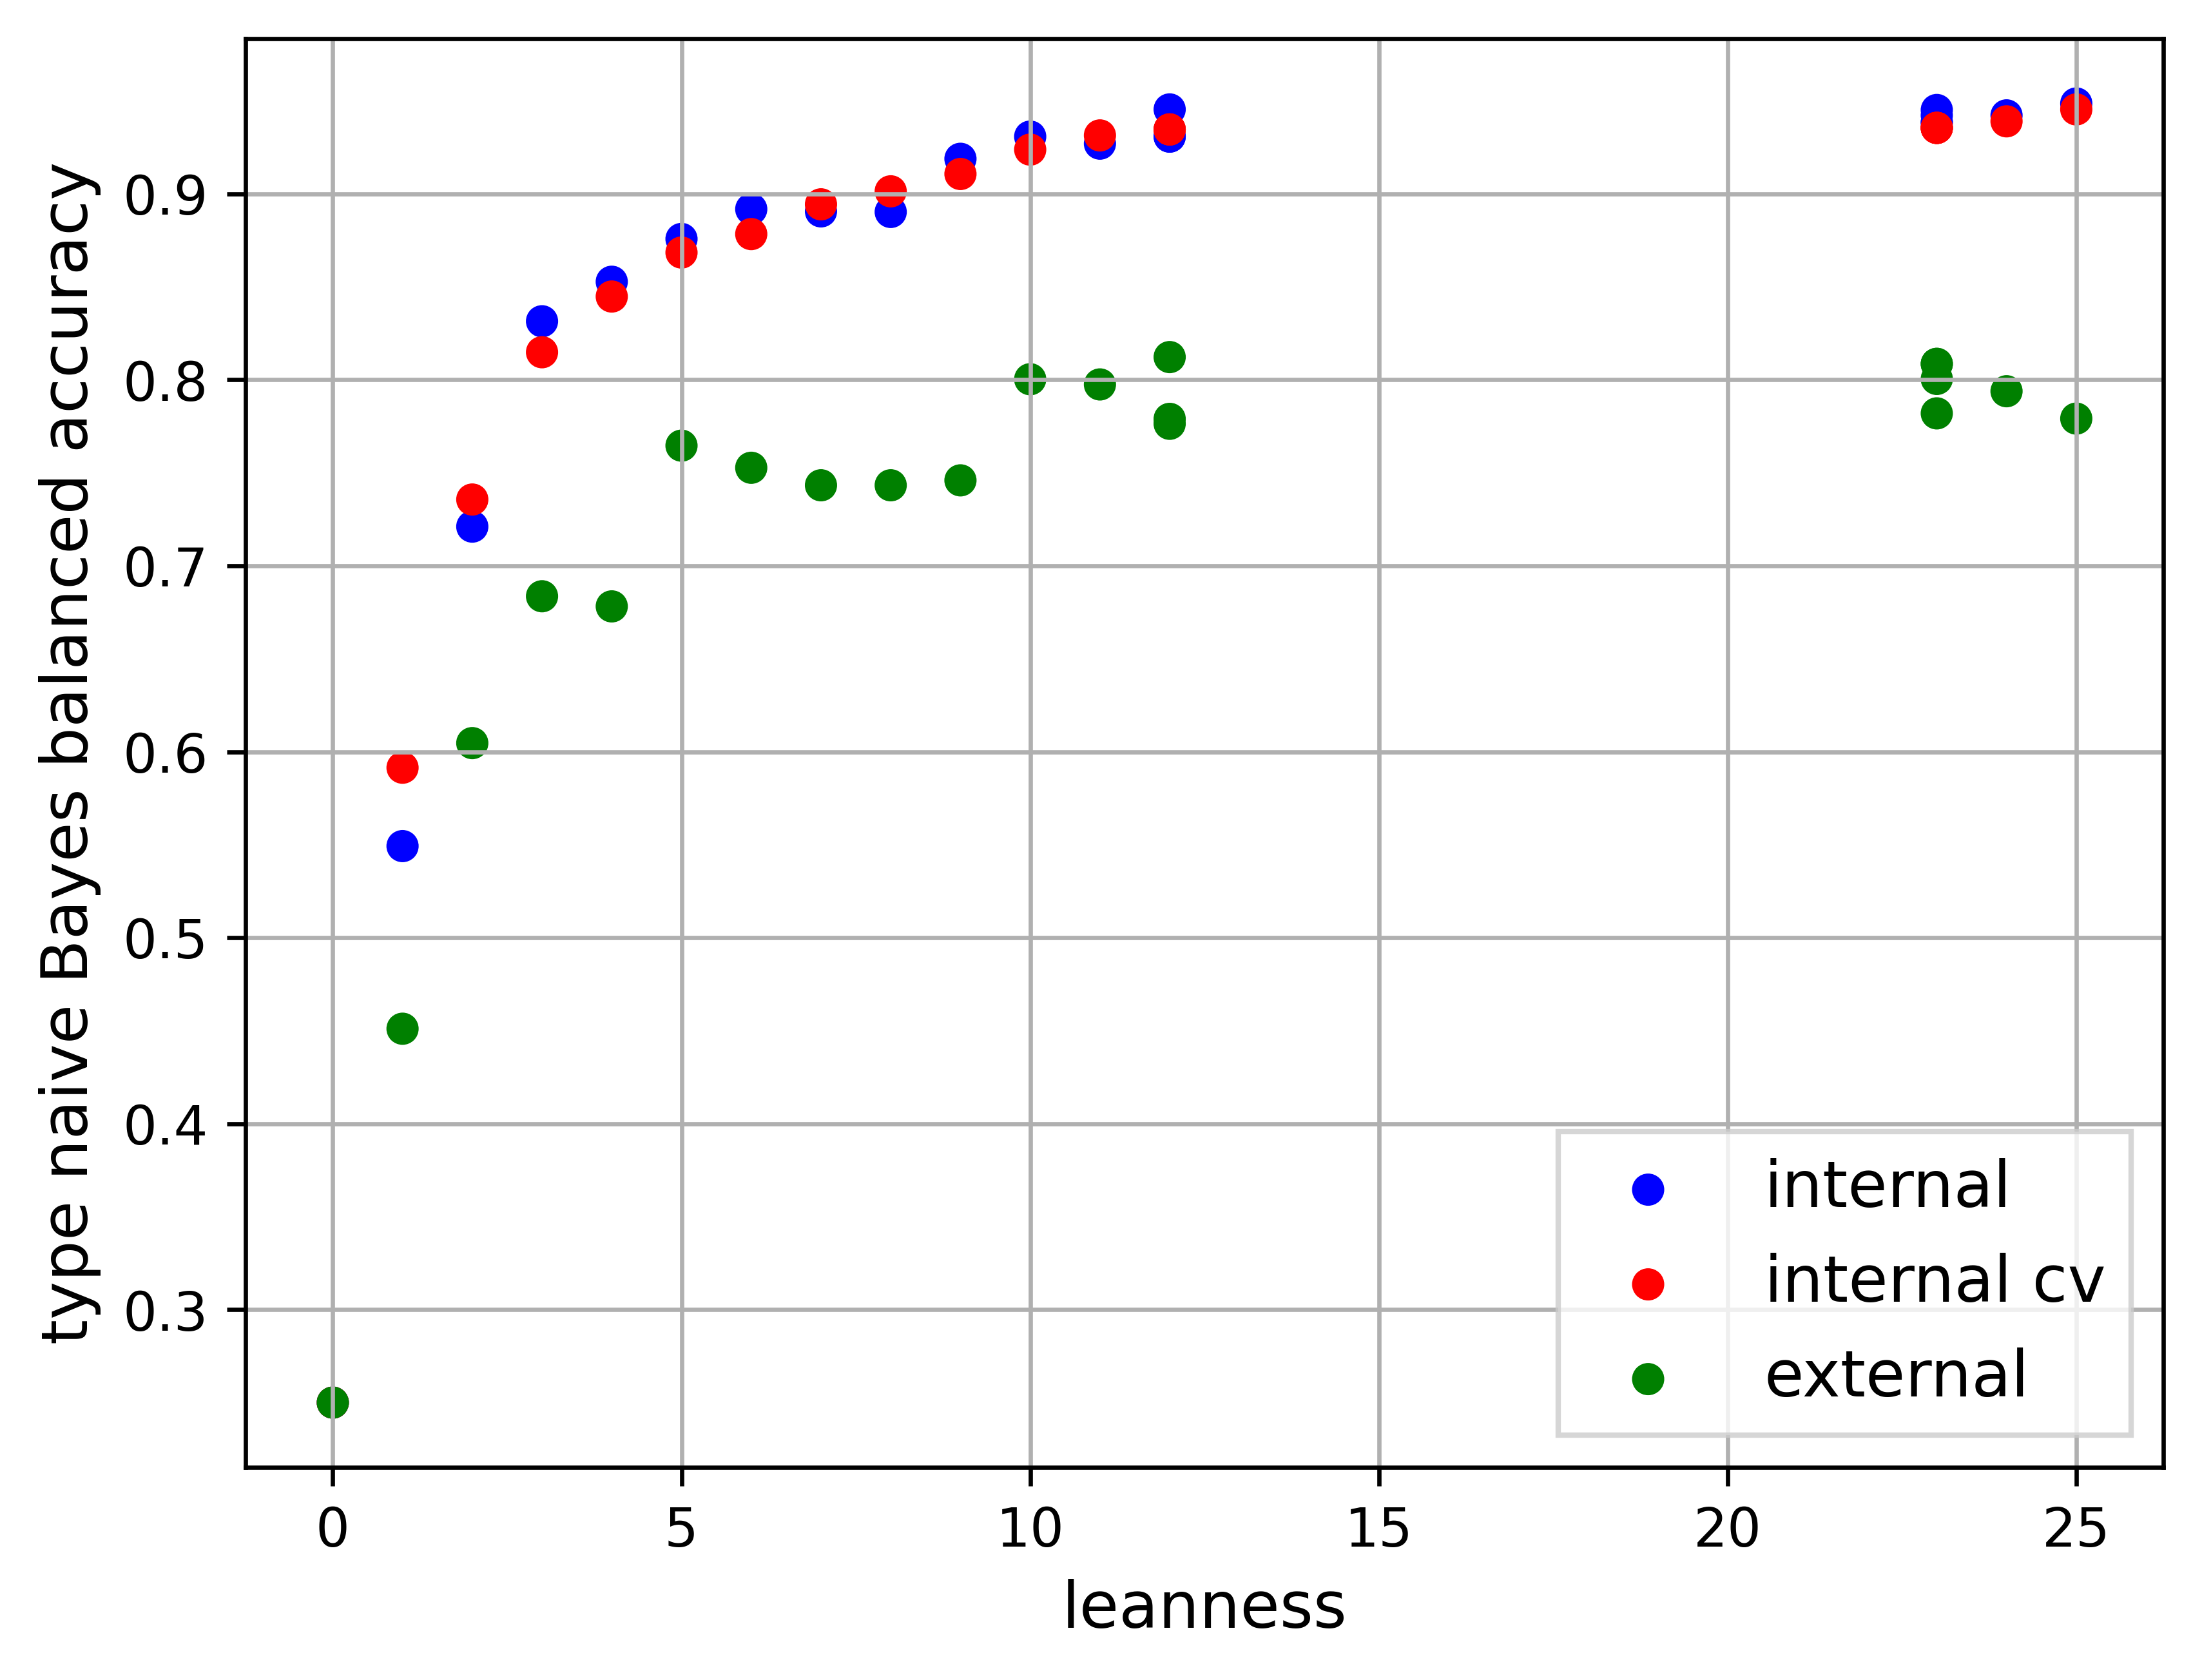 type naive Bayes balanced accuracy
0.9
0.8
0.7
0.6
0.5
0.4
0.3
internal
internal cv
external
0 5 10 15 20 25
leanness